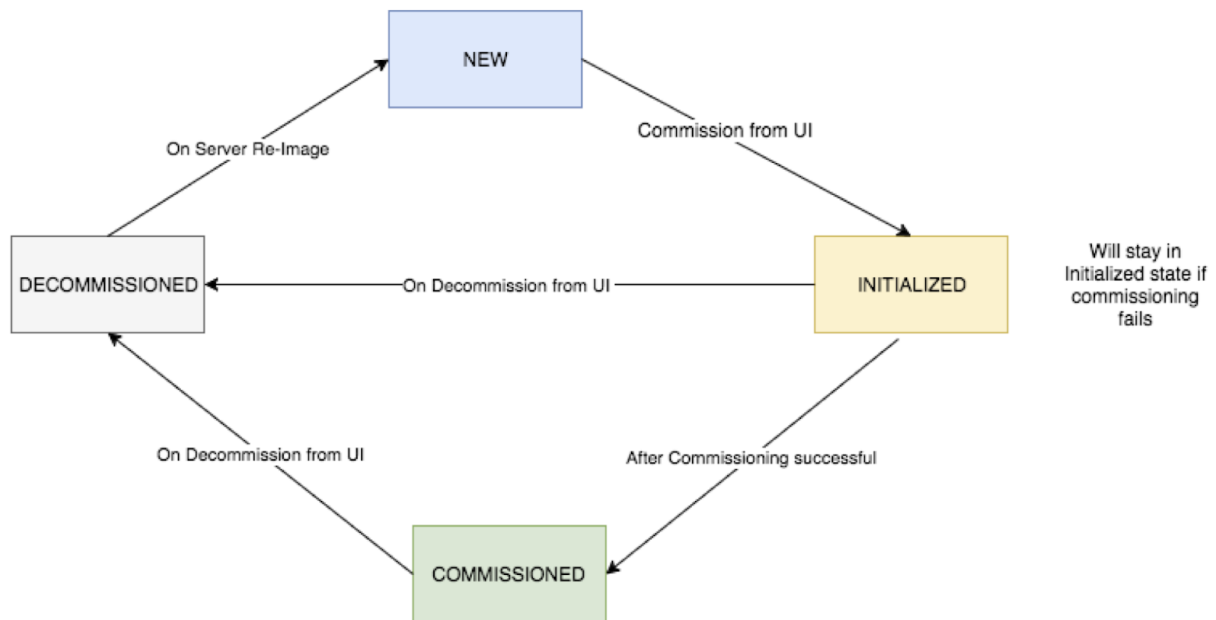 NEW
Commission from UI
On Server Re-Image
DECOMMISSIONED
On Decommission from UI
INITIALIZED
Will stay in
Initialized state if
commissioning
fails
On Decommission from UI
After Commissioning successful
COMMISSIONED